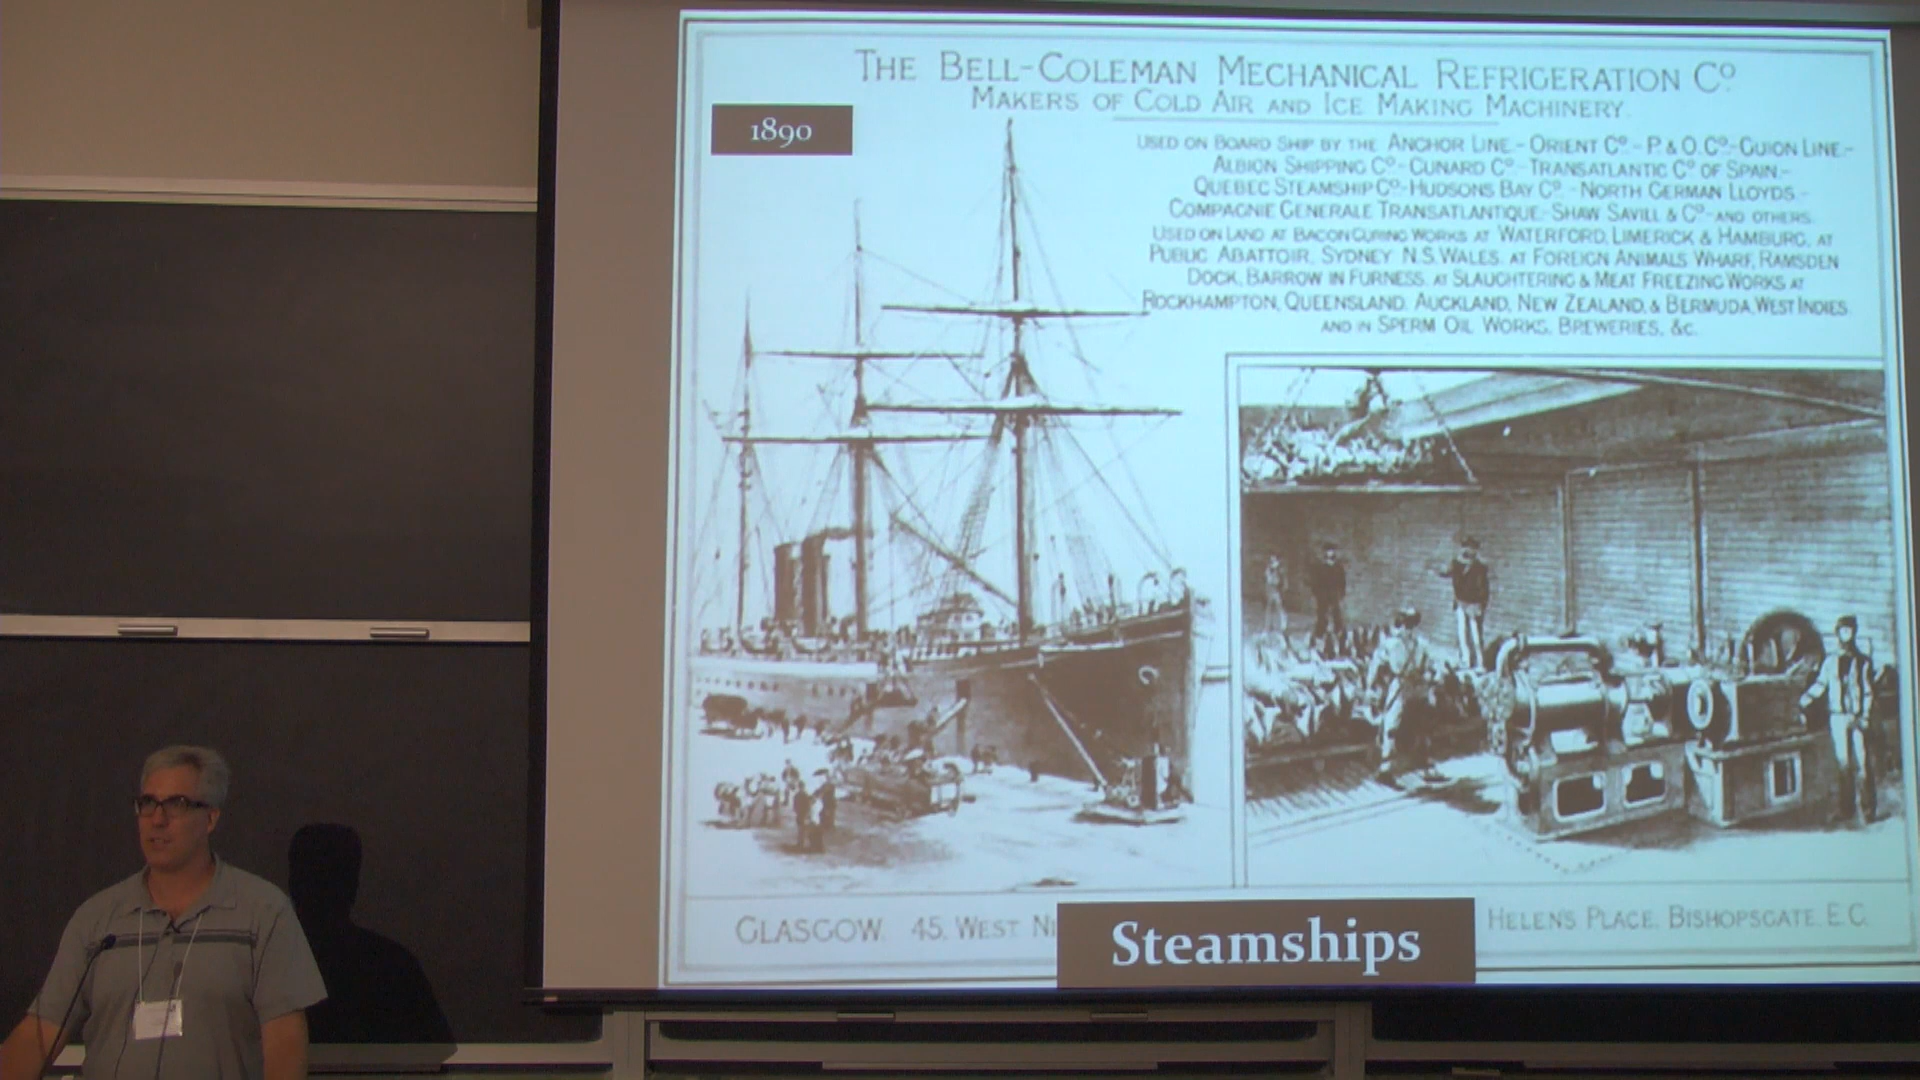 THE BELL-COLEMAN MECHANICAL REFRIGERATION Cº
MAKERS OF COLD AIR AND ICE MAKING MACHINERY.
1890
USED ON BOARD SHIP BY THE ANCHOR LINE.- ORIENT Cº.- P. & O. Cº.-GUION LINE.-
ALBION SHIPPING Cº.- CUNARD Cº.-TRANSATLANTIC Cº OF SPAIN.-
QUEBEC STEAMSHIP Cº-HUDSONS BAY Cº.-NORTH GERMAN LLOYDS.-
COMPAGNIE GENERALE TRANSATLANTIQUE.-SHAW SAVILL & Cº-AND OTHERS.
USED ON LAND AT BACON CURING WORKS AT WATERFORD, LIMERICK & HAMBURG, AT
PUBLIC ABATTOIR, SYDNEY N.S. WALES. AT FOREIGN ANIMALS WHARF, RAMSDEN
DOCK, BARROW IN FURNESS. AT SLAUGHTERING & MEAT FREEZING WORKS AT
ROCKHAMPTON, QUEENSLAND. AUCKLAND, NEW ZEALAND, & BERMUDA, WEST INDIES.
AND IN SPERM OIL WORKS, BREWERIES, &c.
GLASGOW. 45, WEST NI HELEN'S PLACE, BISHOPSGATE, E.C.
Steamships